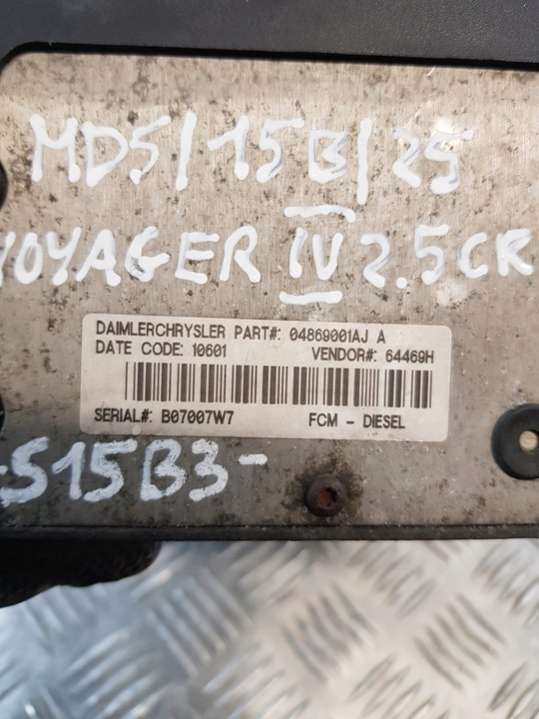 MD5/15B/25
VOYAGER IV 2.5CR
DAIMLERCHRYSLER PART#: 04869001AJ A
DATE CODE: 10601 VENDOR#: 64469H
SERIAL#: B07007W7 FCM - DIESEL
-S15B3-